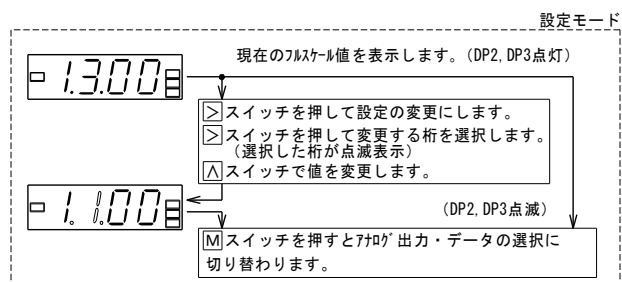 設定モード
現在のﾌﾙｽｹｰﾙ値を表示します。(DP2, DP3点灯)
1.3.00
>スイッチを押して設定の変更にします。
>スイッチを押して変更する桁を選択します。
(選択した桁が点滅表示)
∧スイッチで値を変更します。
1.1.00
(DP2, DP3点滅)
Mスイッチを押すとｱﾅﾛｸﾞ出力・データの選択に
切り替わります。